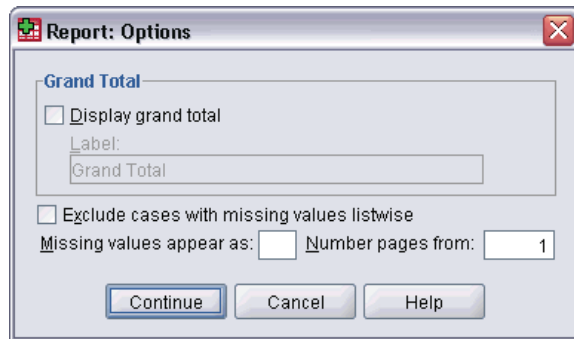 Report: Options
Grand Total
Display grand total
Label:
Grand Total
Exclude cases with missing values listwise
Missing values appear as: Number pages from: 1
Continue Cancel Help